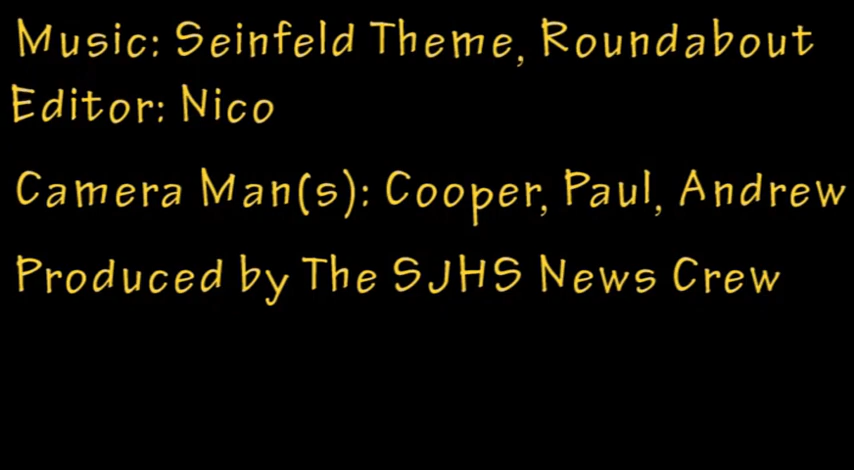 Music: Seinfeld Theme, Roundabout
Editor: Nico
Camera Man(s): Cooper, Paul, Andrew
Produced by The SJHS News Crew